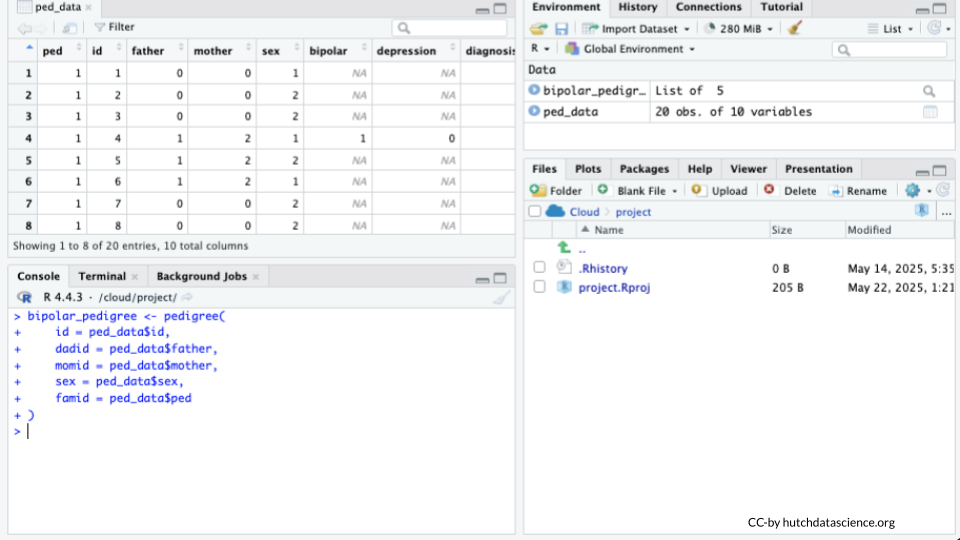 ped_data
Filter
ped id father mother sex bipolar depression diagnosis
1 1 1 0 0 1 NA NA
2 1 2 0 0 2 NA NA
3 1 3 0 0 2 NA NA
4 1 4 1 2 1 1 0
5 1 5 1 2 2 NA NA
6 1 6 1 2 1 NA NA
7 1 7 0 0 2 NA NA
8 1 8 0 0 2 NA NA
Showing 1 to 8 of 20 entries, 10 total columns
Console Terminal Background Jobs
R R 4.4.3 · /cloud/project/
> bipolar_pedigree <- pedigree(
+ id = ped_data$id,
+ dadid = ped_data$father,
+ momid = ped_data$mother,
+ sex = ped_data$sex,
+ famid = ped_data$ped
+ )
>
Environment History Connections Tutorial
Import Dataset 280 MiB List
R Global Environment
Data
bipolar_pedigr… List of 5
ped_data 20 obs. of 10 variables
Files Plots Packages Help Viewer Presentation
Folder Blank File Upload Delete Rename
Cloud project R ...
Name Size Modified
..
.Rhistory 0 B May 14, 2025, 5:35
project.Rproj 205 B May 22, 2025, 1:21
CC-by hutchdatascience.org